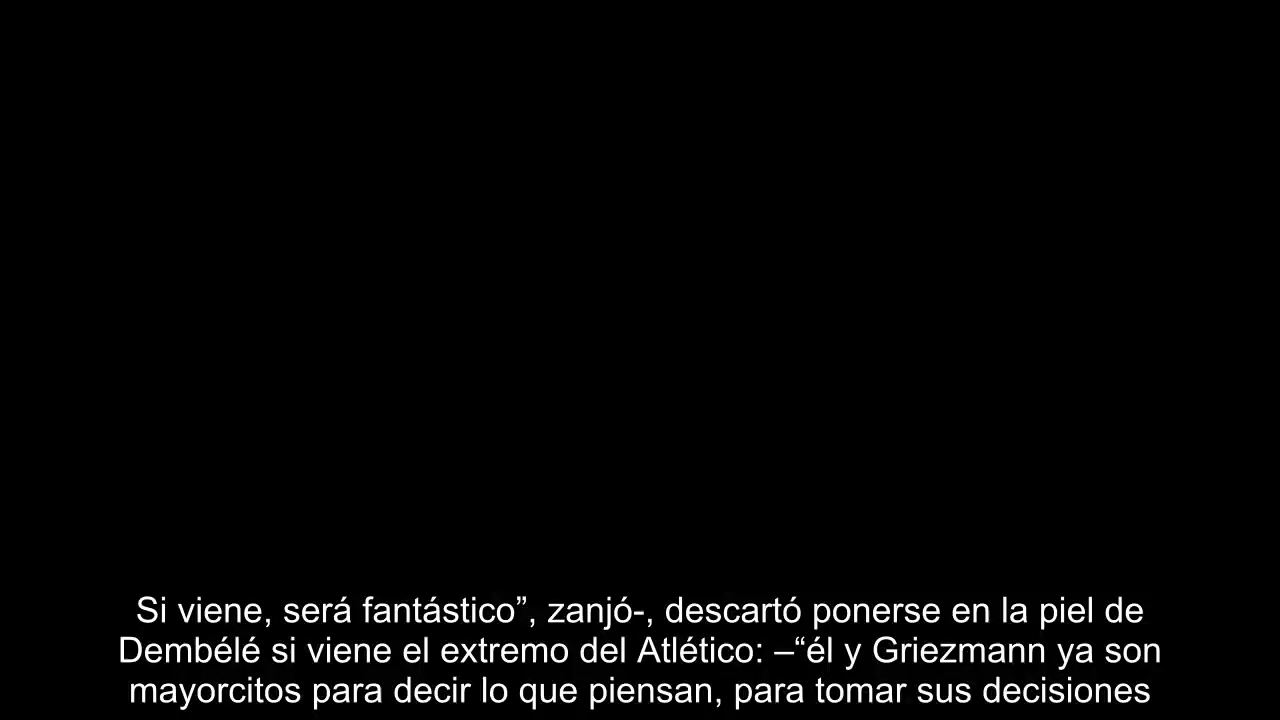 Si viene, será fantástico”, zanjó-, descartó ponerse en la piel de
Dembélé si viene el extremo del Atlético: –“él y Griezmann ya son
mayorcitos para decir lo que piensan, para tomar sus decisiones